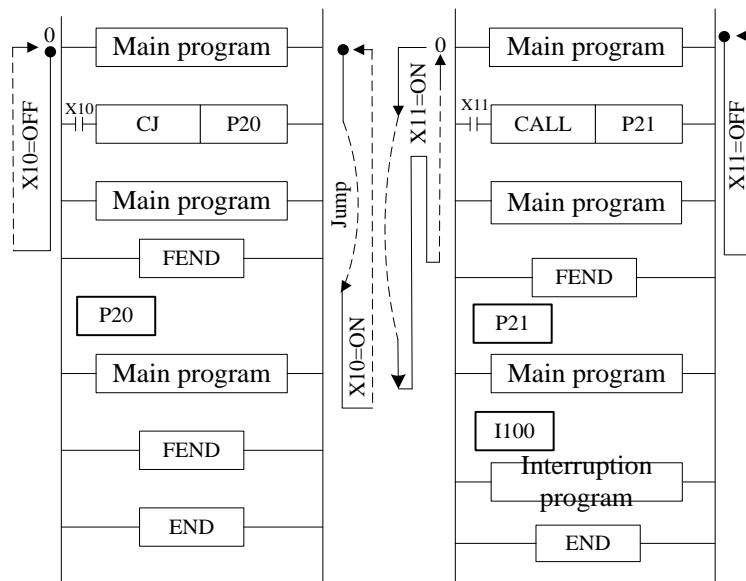 0
Main program
X10=OFF
X10
CJ
P20
Main program
Jump
FEND
P20
X10=ON
Main program
FEND
END
0
Main program
X11=ON
X11
CALL
P21
X11=OFF
Main program
FEND
P21
Main program
I100
Interruption
program
END